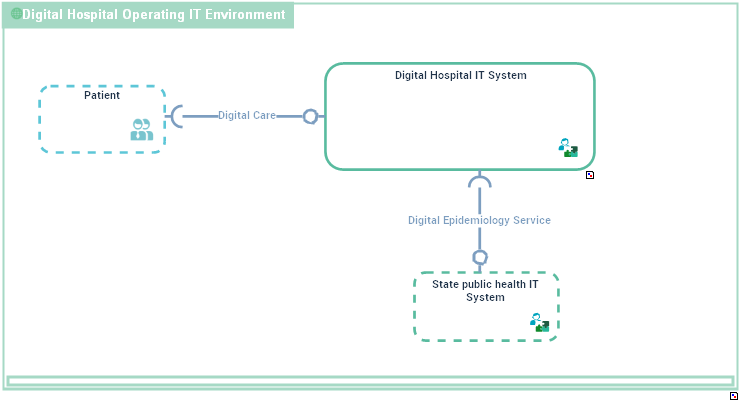 Digital Hospital Operating IT Environment
Digital Hospital IT System
Patient
Digital Care
Digital Epidemiology Service
State public health IT
System